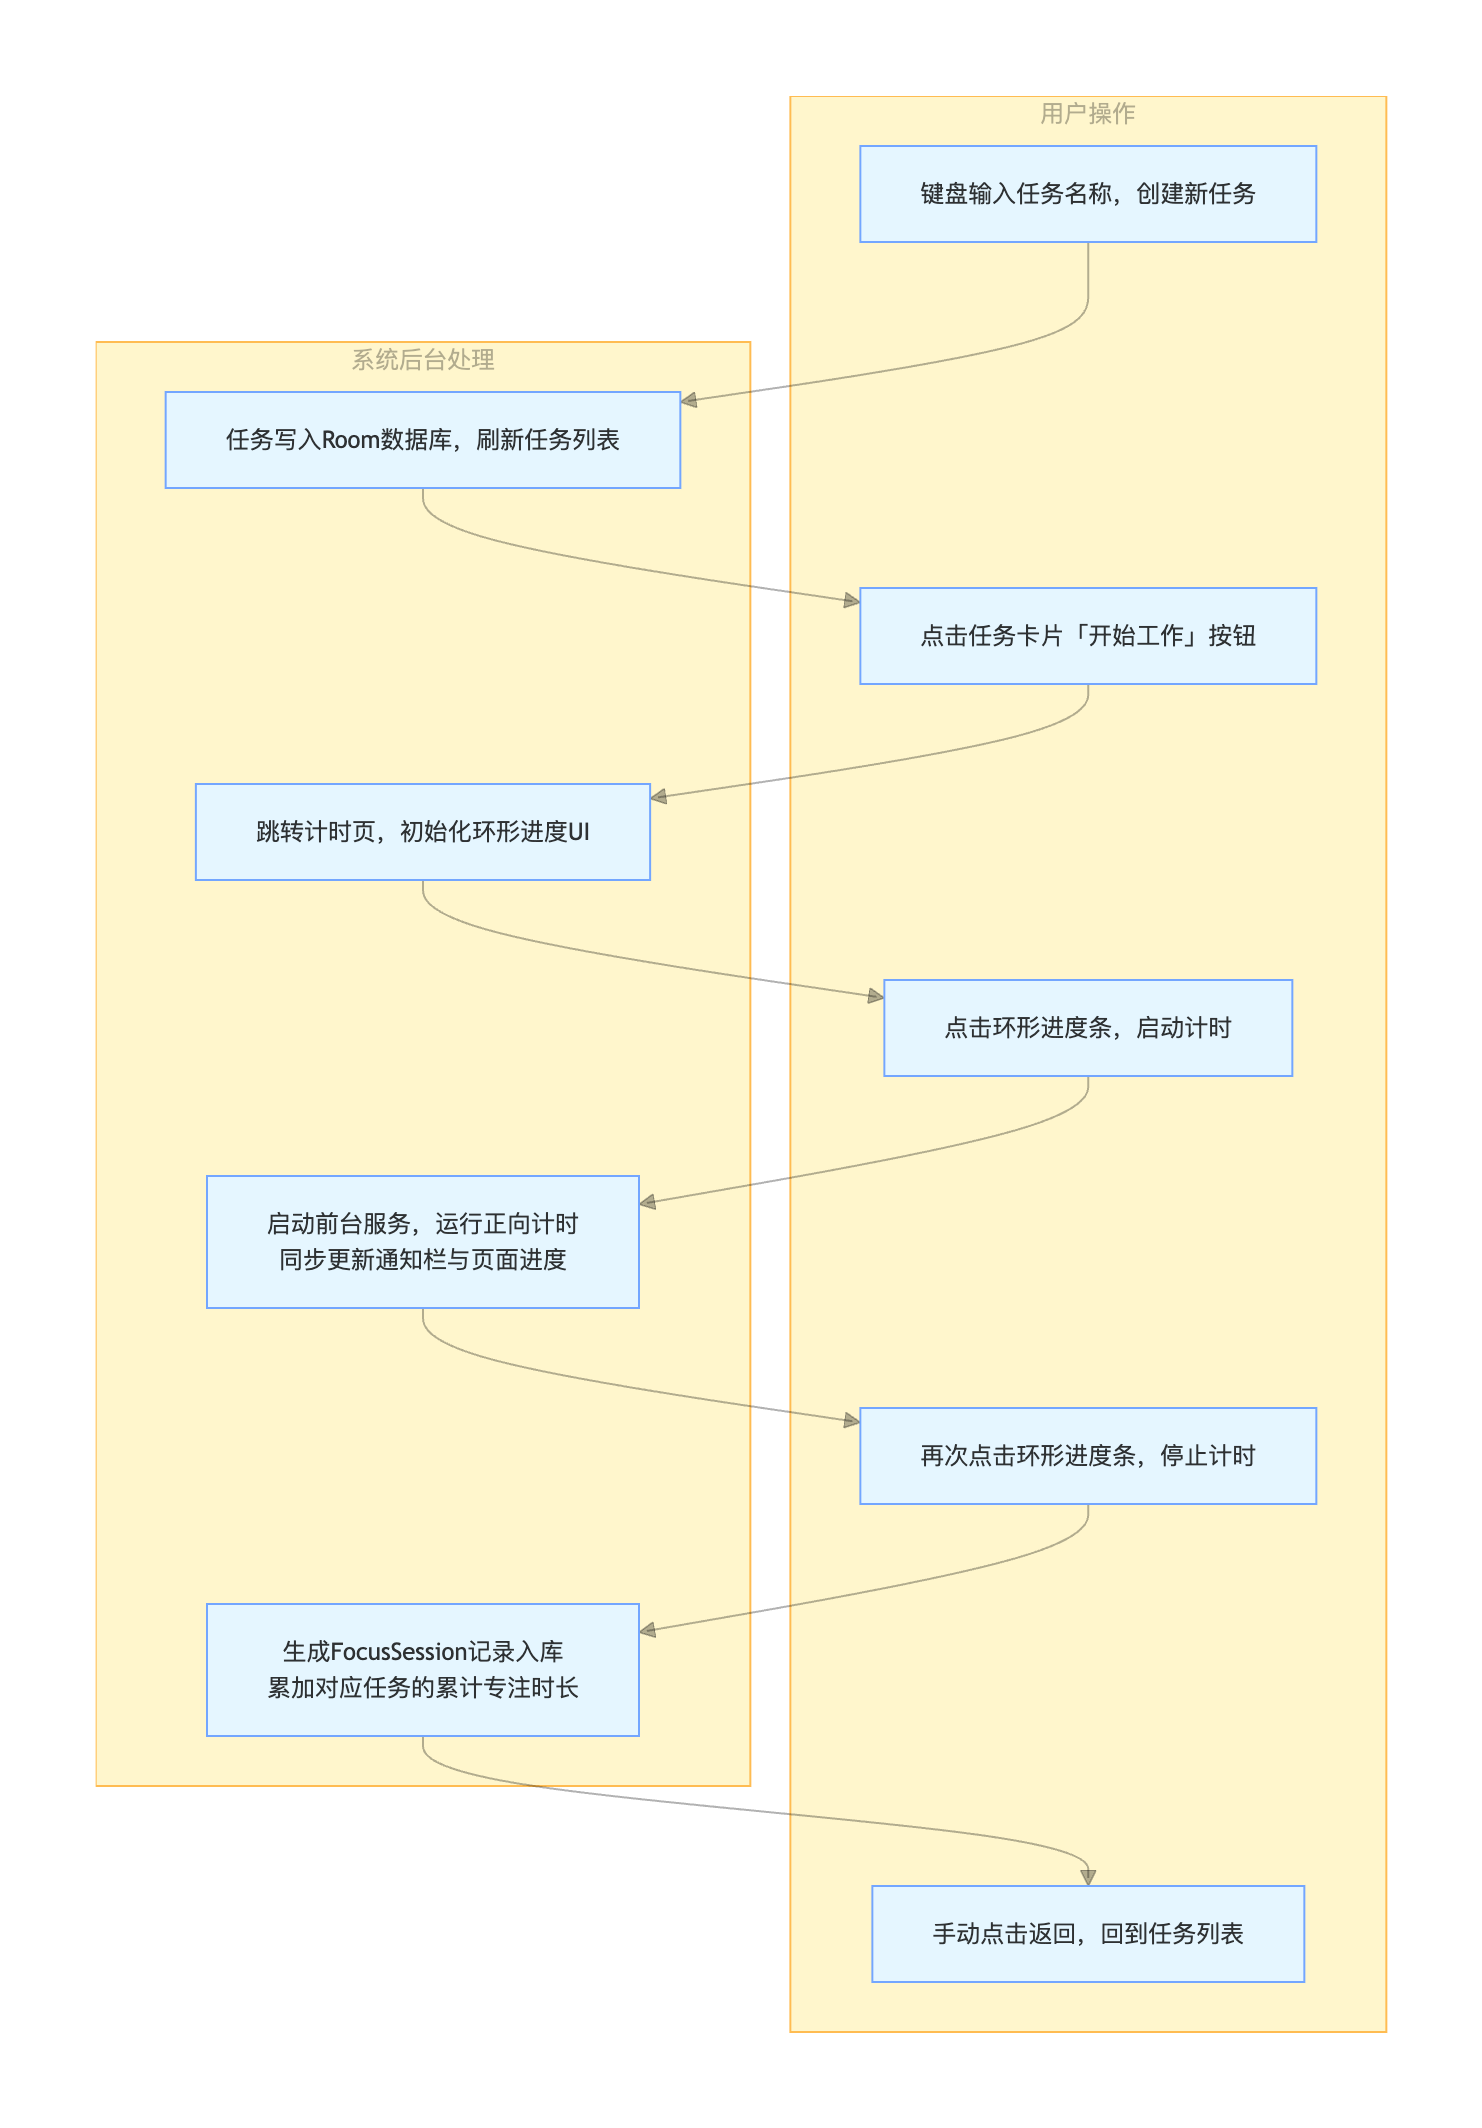 用户操作
键盘输入任务名称，创建新任务
系统后台处理
任务写入Room数据库，刷新任务列表
点击任务卡片「开始工作」按钮
跳转计时页，初始化环形进度UI
点击环形进度条，启动计时
启动前台服务，运行正向计时
同步更新通知栏与页面进度
再次点击环形进度条，停止计时
生成FocusSession记录入库
累加对应任务的累计专注时长
手动点击返回，回到任务列表